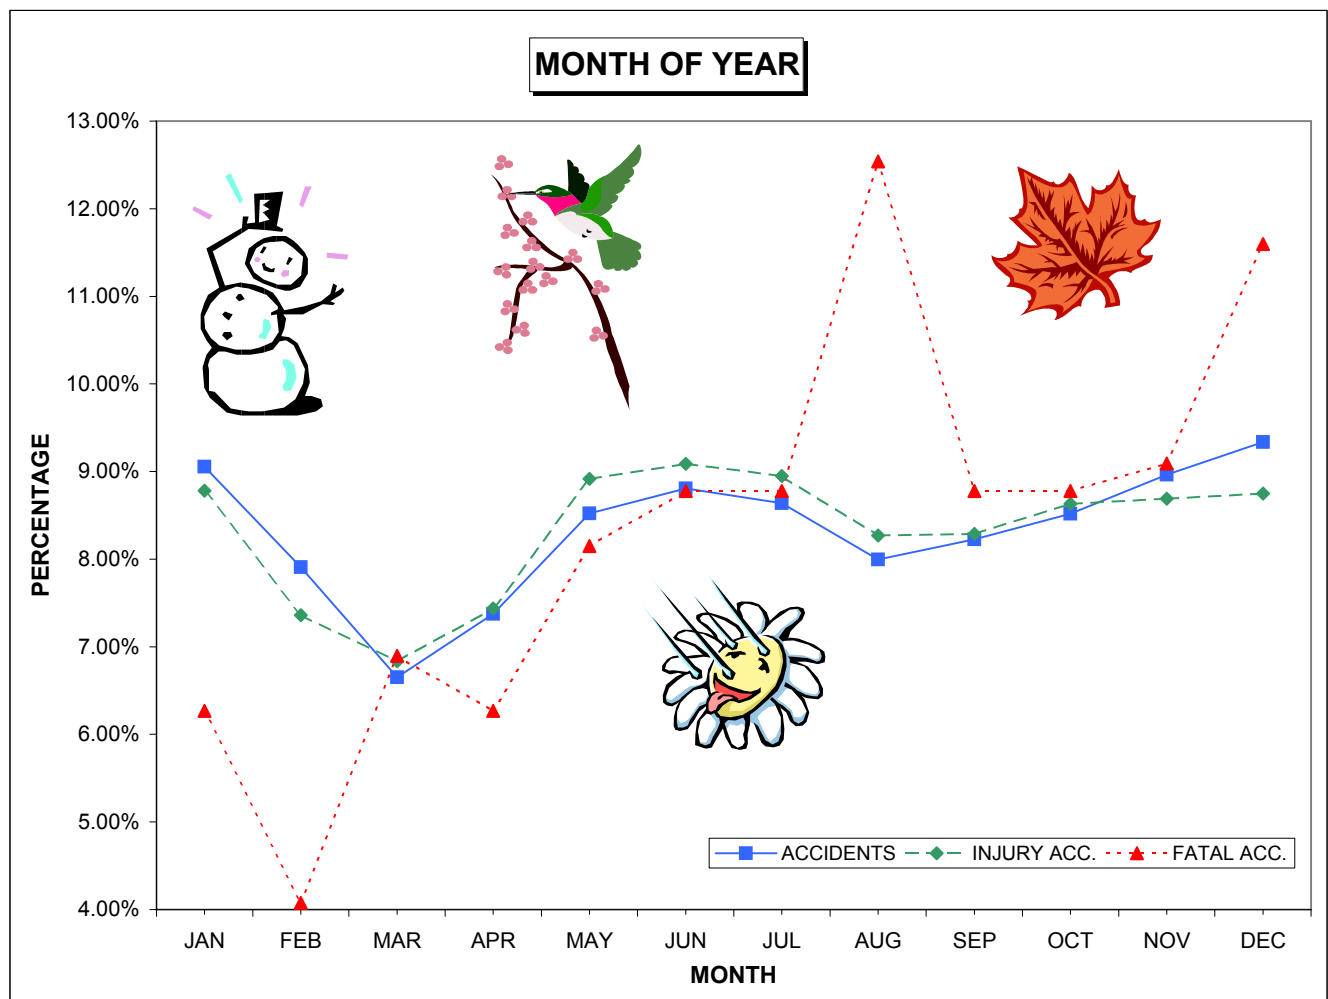 MONTH OF YEAR
13.00%
12.00%
11.00%
10.00%
9.00%
8.00%
7.00%
6.00%
5.00%
4.00%
PERCENTAGE
ACCIDENTS INJURY ACC. FATAL ACC.
JAN FEB MAR APR MAY JUN JUL AUG SEP OCT NOV DEC
MONTH